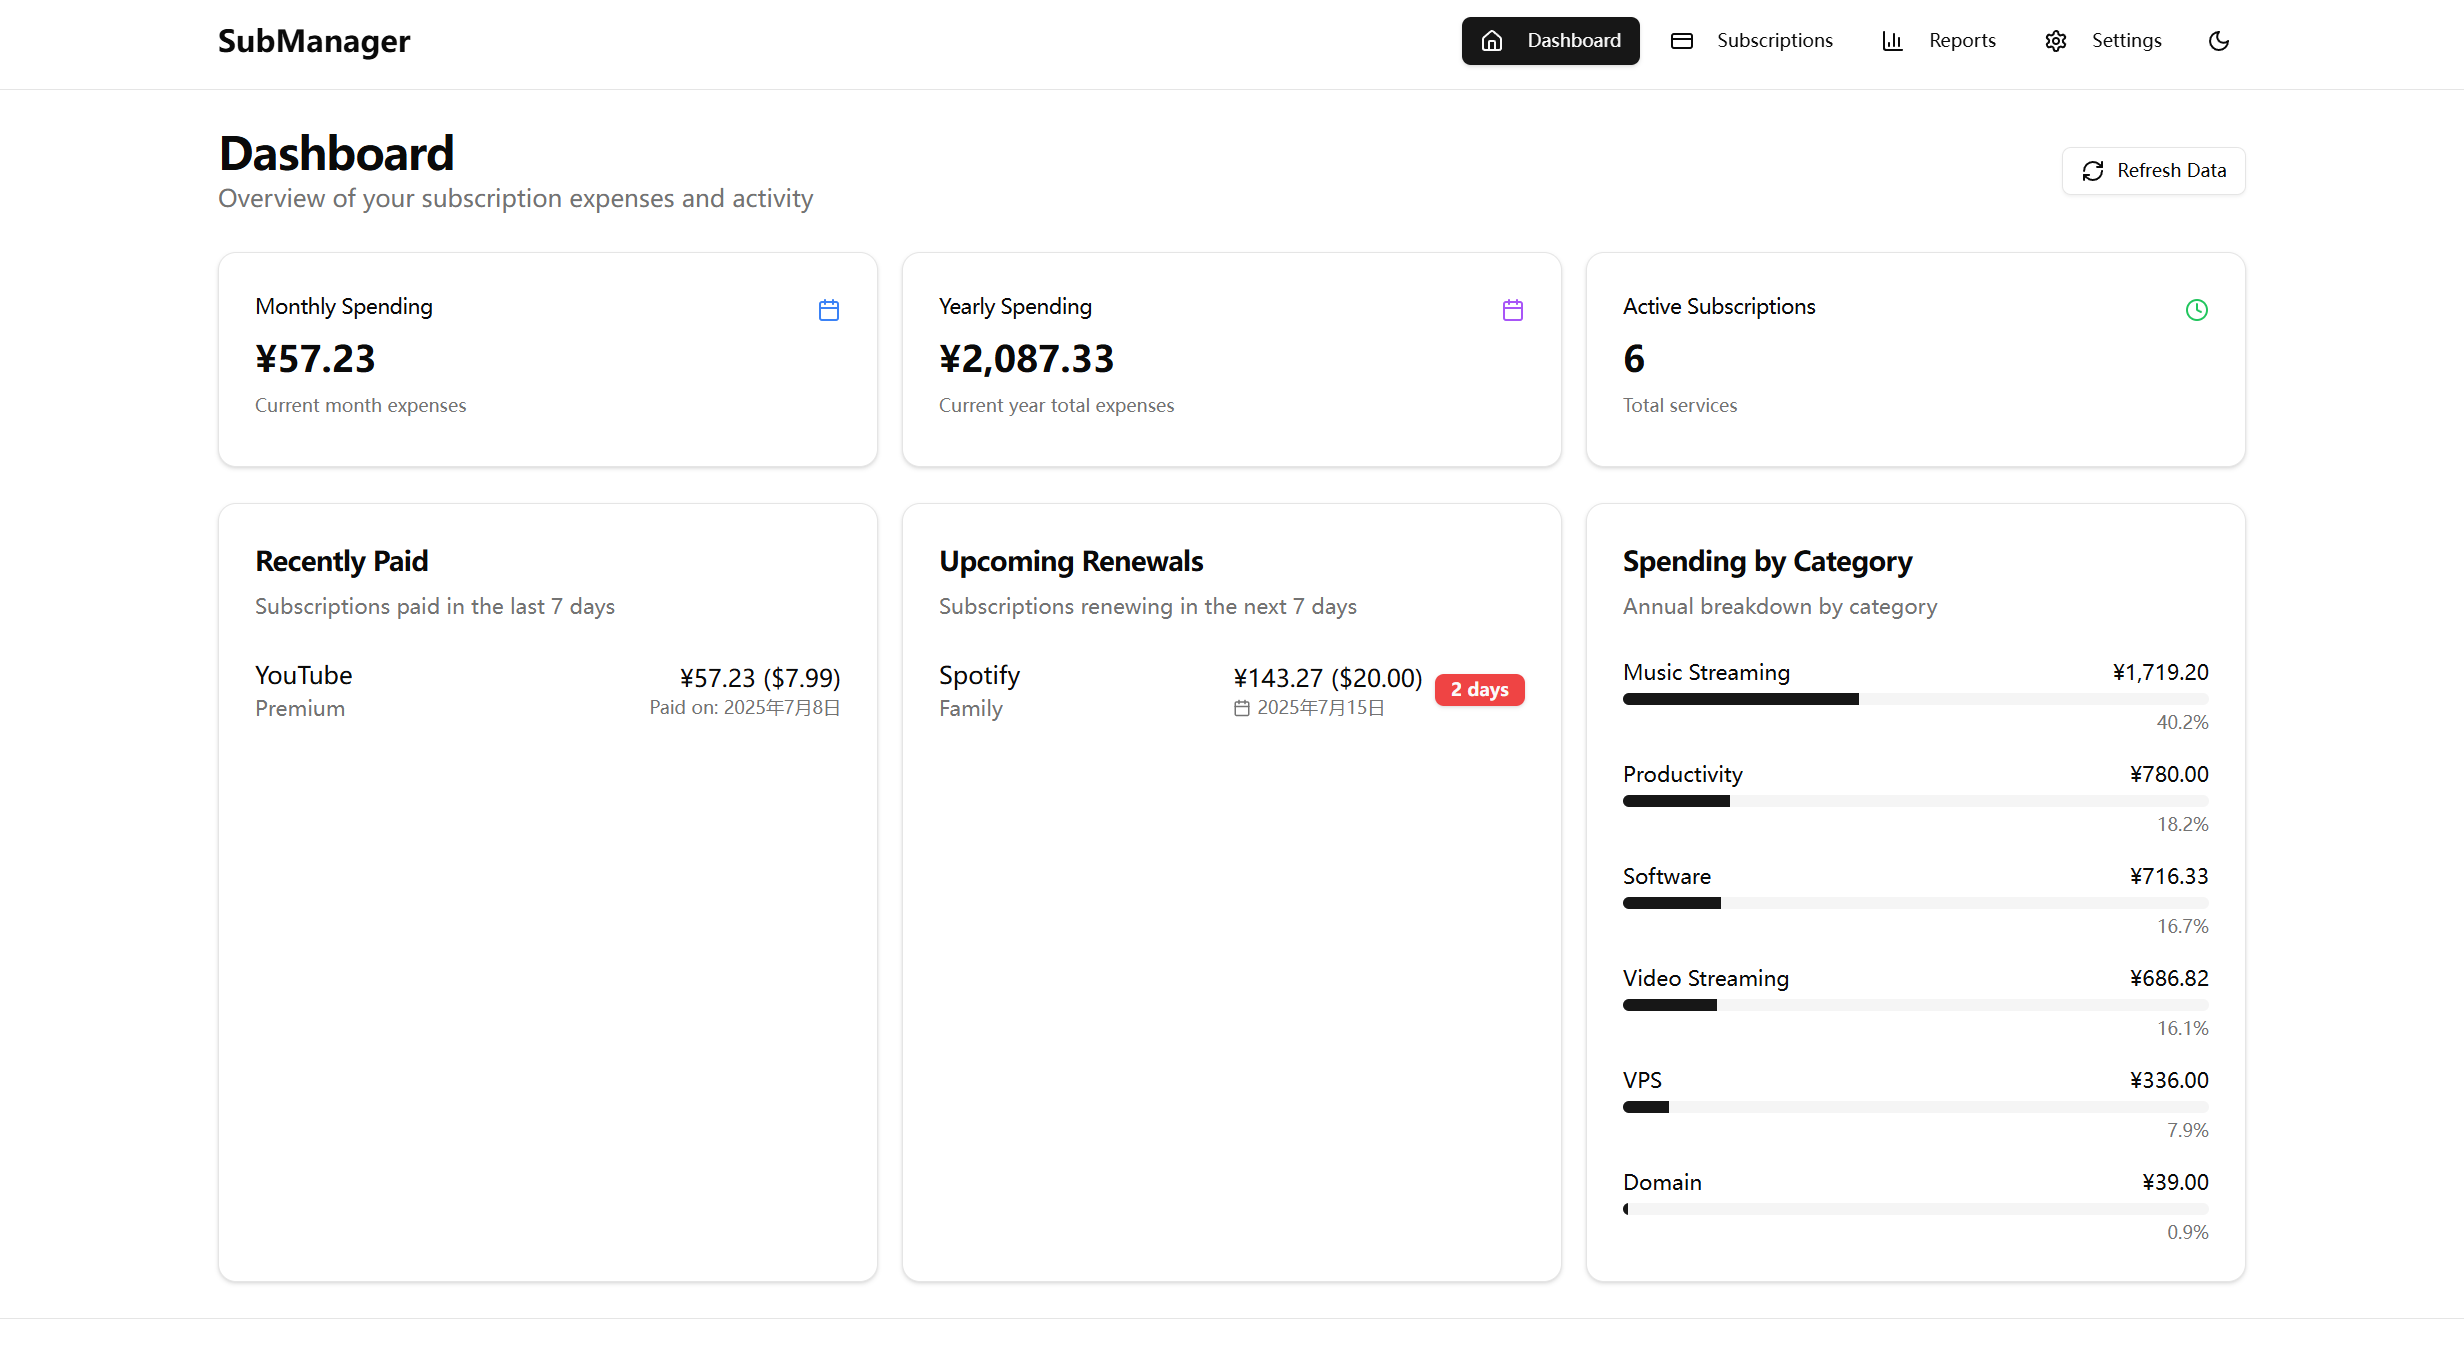 SubManager
Dashboard
Subscriptions
Reports
Settings
Dashboard
Overview of your subscription expenses and activity
Refresh Data
Monthly Spending
¥57.23
Current month expenses
Yearly Spending
¥2,087.33
Current year total expenses
Active Subscriptions
6
Total services
Recently Paid
Subscriptions paid in the last 7 days
YouTube
¥57.23 ($7.99)
Premium
Paid on: 2025年7月8日
Upcoming Renewals
Subscriptions renewing in the next 7 days
Spotify
¥143.27 ($20.00)
2 days
Family
2025年7月15日
Spending by Category
Annual breakdown by category
Music Streaming
¥1,719.20
40.2%
Productivity
¥780.00
18.2%
Software
¥716.33
16.7%
Video Streaming
¥686.82
16.1%
VPS
¥336.00
7.9%
Domain
¥39.00
0.9%